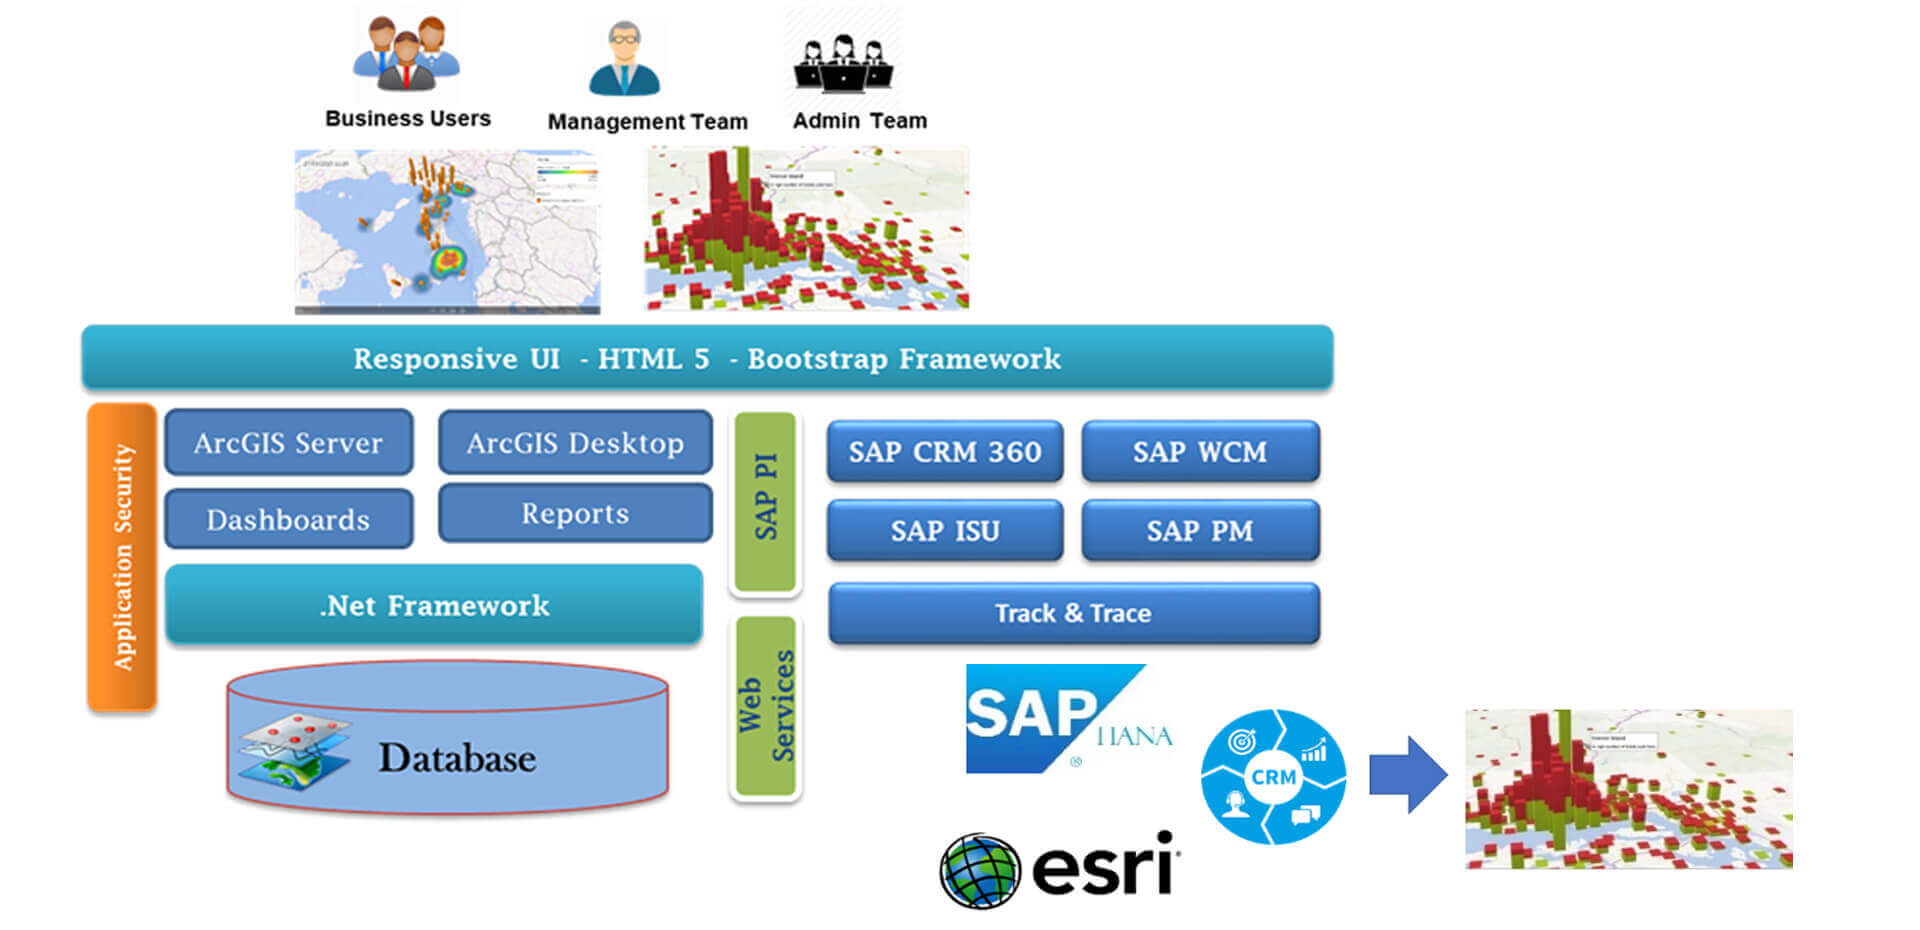 Business Users
Management Team
Admin Team
Responsive UI - HTML 5 - Bootstrap Framework
Application Security
ArcGIS Server
ArcGIS Desktop
Dashboards
Reports
.Net Framework
Database
SAP PI
Web
Services
SAP CRM 360
SAP WCM
SAP ISU
SAP PM
Track & Trace
SAP HANA
®
CRM
esri